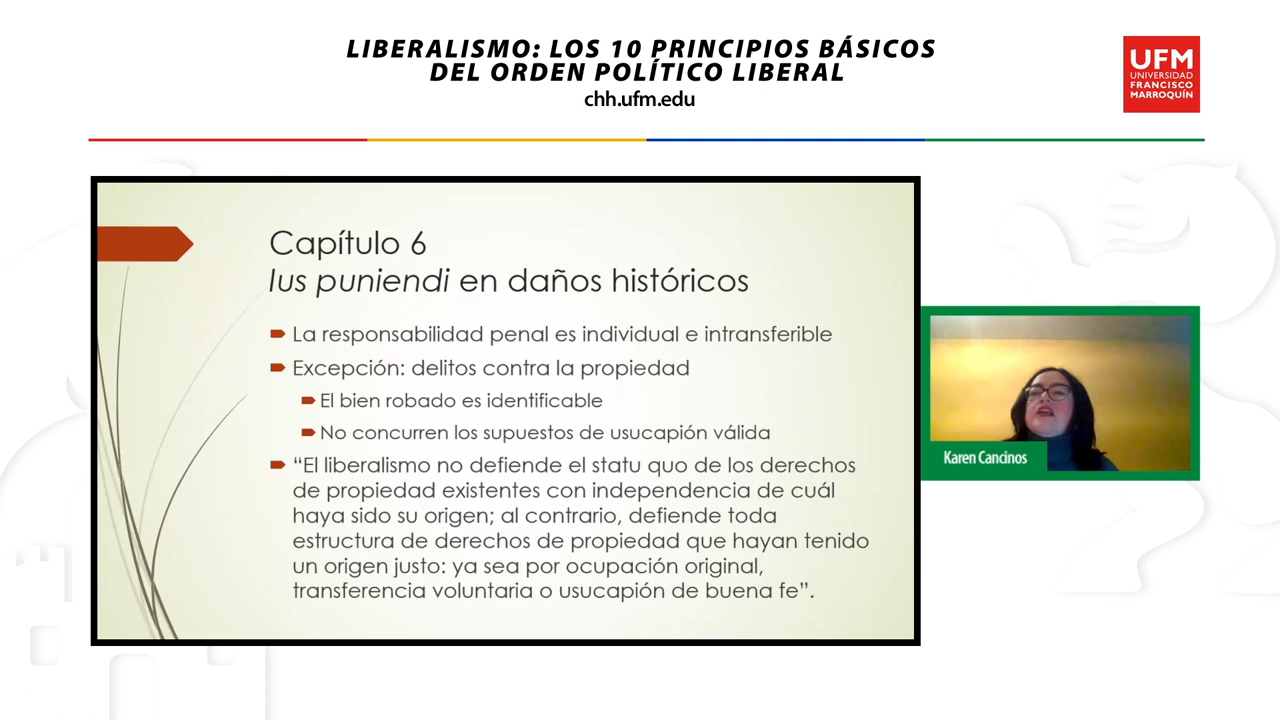 LIBERALISMO: LOS 10 PRINCIPIOS BÁSICOS
DEL ORDEN POLÍTICO LIBERAL
chh.ufm.edu
UFM
UNIVERSIDAD
FRANCISCO
MARROQUÍN
Capítulo 6
Ius puniendi en daños históricos
La responsabilidad penal es individual e intransferible
Excepción: delitos contra la propiedad
El bien robado es identificable
No concurren los supuestos de usucapión válida
“El liberalismo no defiende el statu quo de los derechos
de propiedad existentes con independencia de cuál
haya sido su origen; al contrario, defiende toda
estructura de derechos de propiedad que hayan tenido
un origen justo: ya sea por ocupación original,
transferencia voluntaria o usucapión de buena fe”.
Karen Cancinos